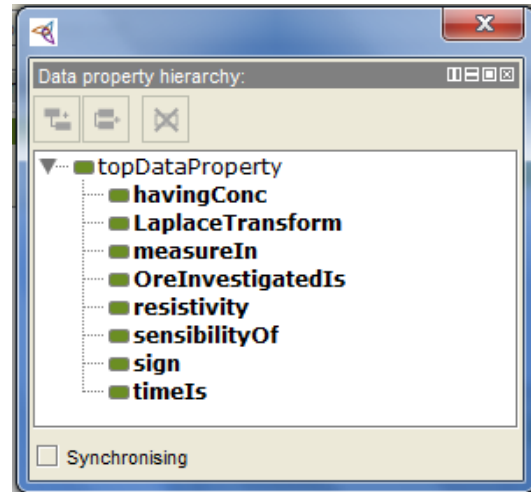 Data property hierarchy:
topDataProperty
havingConc
LaplaceTransform
measureIn
OreInvestigatedIs
resistivity
sensibilityOf
sign
timeIs
Synchronising